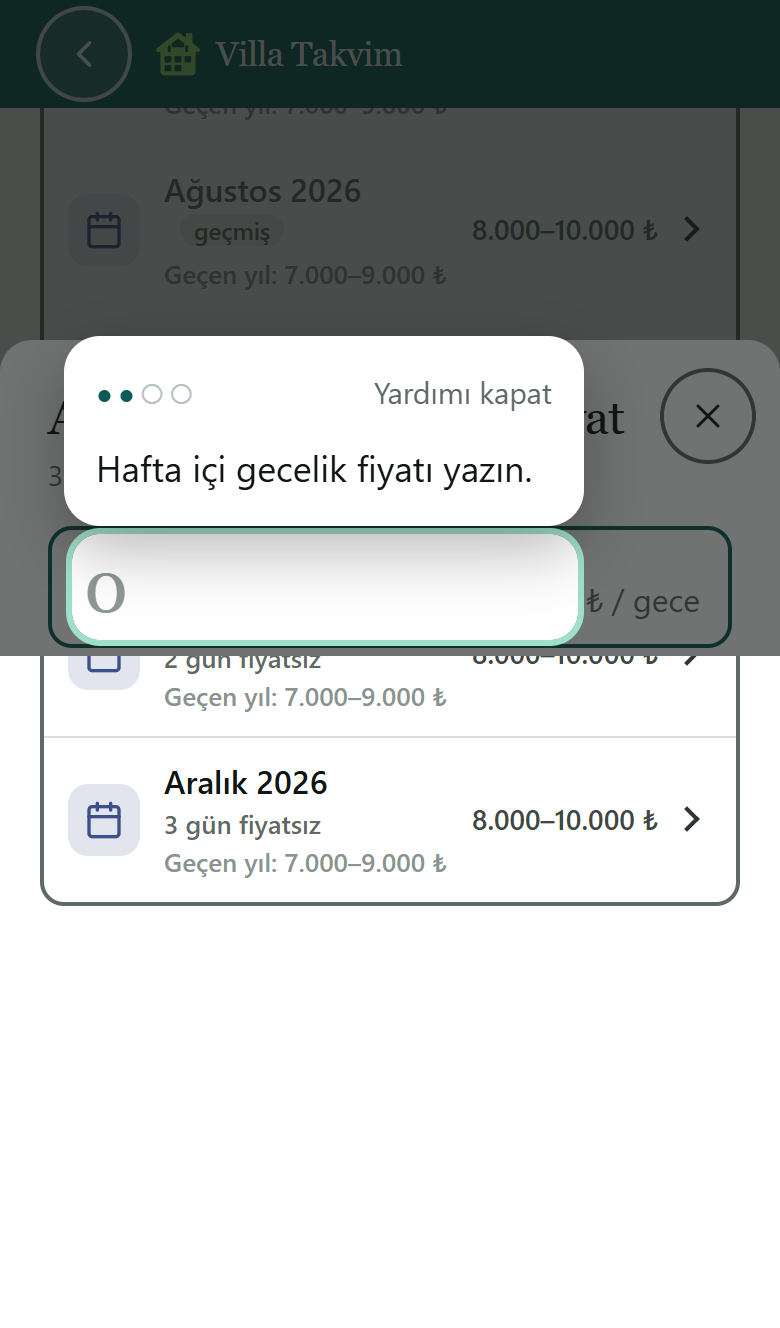 Villa Takvim
Geçen yıl: 7.000–9.000 ₺
Ağustos 2026
geçmiş
8.000–10.000 ₺
Geçen yıl: 7.000–9.000 ₺
Yardımı kapat
Hafta içi gecelik fiyatı yazın.
0
₺ / gece
2 gün fiyatsız
8.000–10.000 ₺
Geçen yıl: 7.000–9.000 ₺
Aralık 2026
3 gün fiyatsız
8.000–10.000 ₺
Geçen yıl: 7.000–9.000 ₺